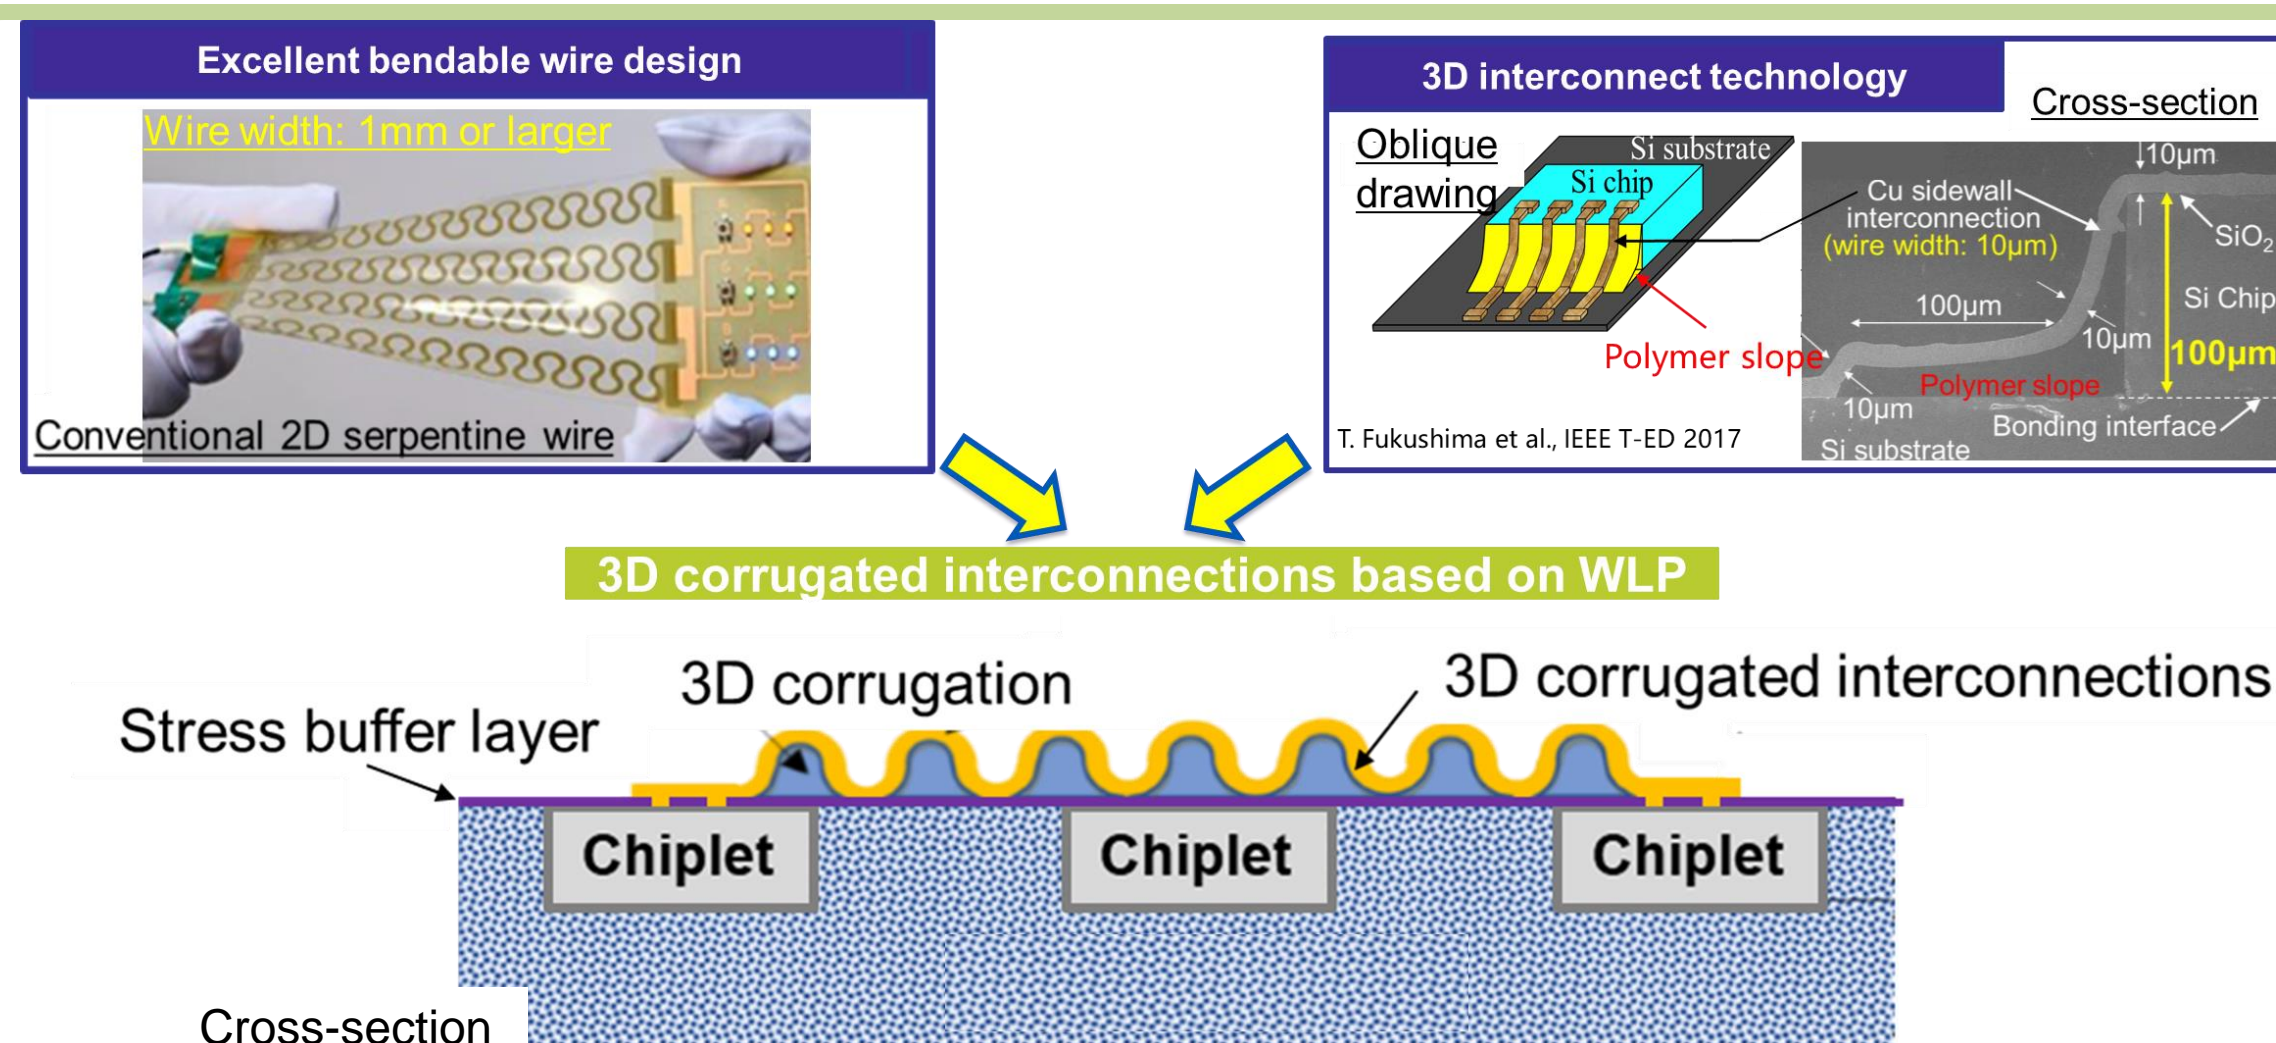 Excellent bendable wire design
Wire width: 1mm or larger
Conventional 2D serpentine wire
3D interconnect technology
Cross-section
Oblique
drawing
Si substrate
Si chip
Polymer slope
T. Fukushima et al., IEEE T-ED 2017
10µm
Cu sidewall
interconnection
(wire width: 10µm)
SiO2
100µm
Si Chip
10µm
100µm
Polymer slope
10µm
Bonding interface
Si substrate
3D corrugated interconnections based on WLP
3D corrugation
3D corrugated interconnections
Stress buffer layer
Chiplet
Chiplet
Chiplet
Cross-section